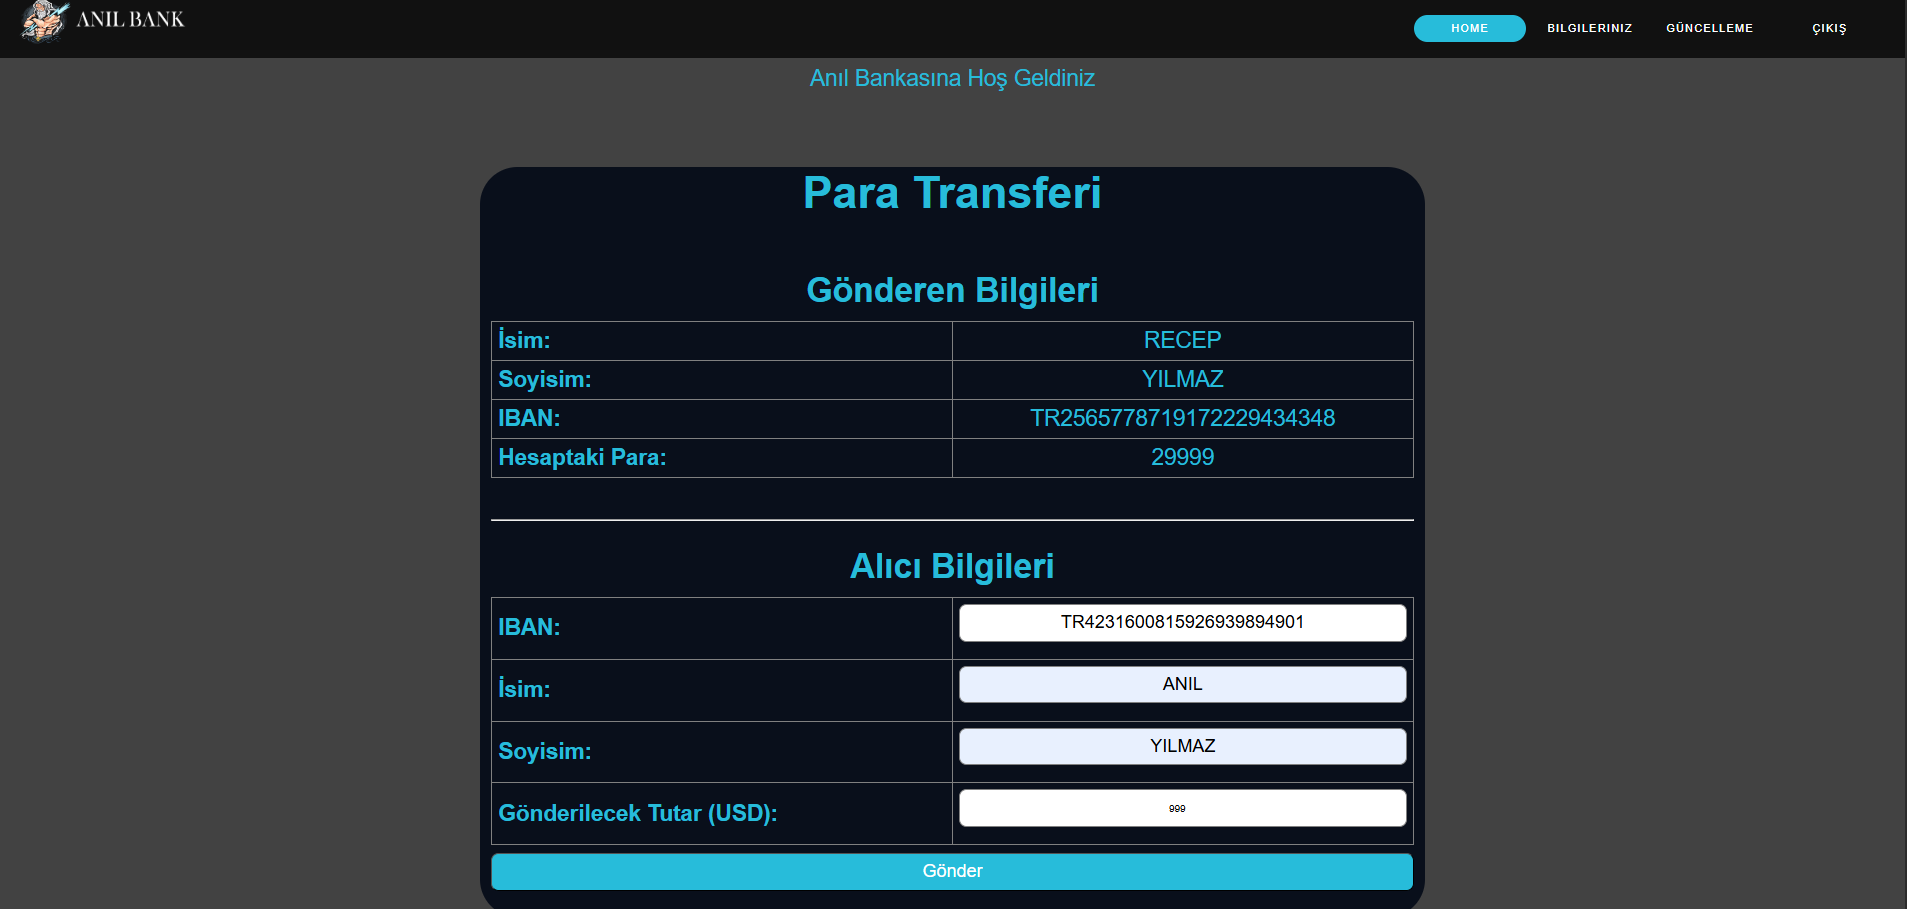 ANIL BANK
HOME BILGILERINIZ GÜNCELLEME ÇIKIŞ
Anıl Bankasına Hoş Geldiniz
Para Transferi
Gönderen Bilgileri
İsim: RECEP
Soyisim: YILMAZ
IBAN: TR2565778719172229434348
Hesaptaki Para: 29999
Alıcı Bilgileri
IBAN: TR4231600815926939894901
İsim: ANIL
Soyisim: YILMAZ
Gönderilecek Tutar (USD): 999
Gönder